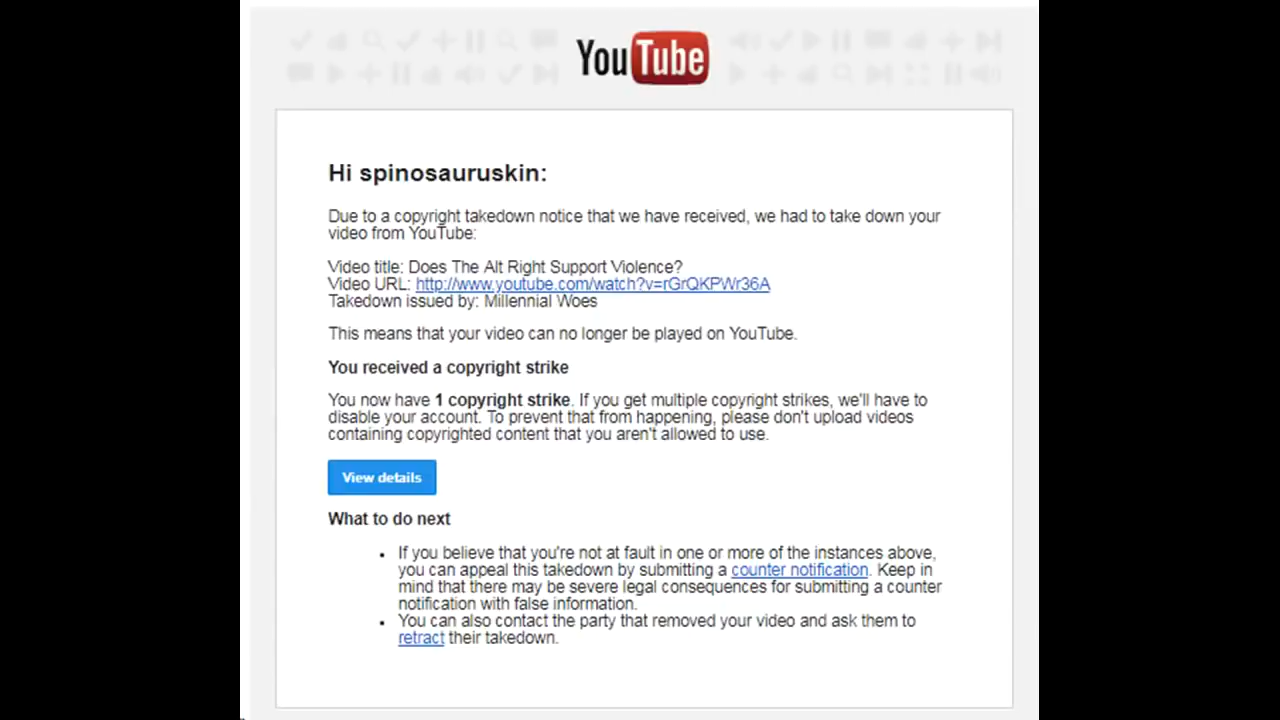 YouTube
Hi spinosauruskin:
Due to a copyright takedown notice that we have received, we had to take down your
video from YouTube:
Video title: Does The Alt Right Support Violence?
Video URL: http://www.youtube.com/watch?v=rGrQKPWr36A
Takedown issued by: Millennial Woes
This means that your video can no longer be played on YouTube.
You received a copyright strike
You now have 1 copyright strike. If you get multiple copyright strikes, we'll have to
disable your account. To prevent that from happening, please don't upload videos
containing copyrighted content that you aren't allowed to use.
View details
What to do next
• If you believe that you're not at fault in one or more of the instances above,
you can appeal this takedown by submitting a counter notification. Keep in
mind that there may be severe legal consequences for submitting a counter
notification with false information.
• You can also contact the party that removed your video and ask them to
retract their takedown.